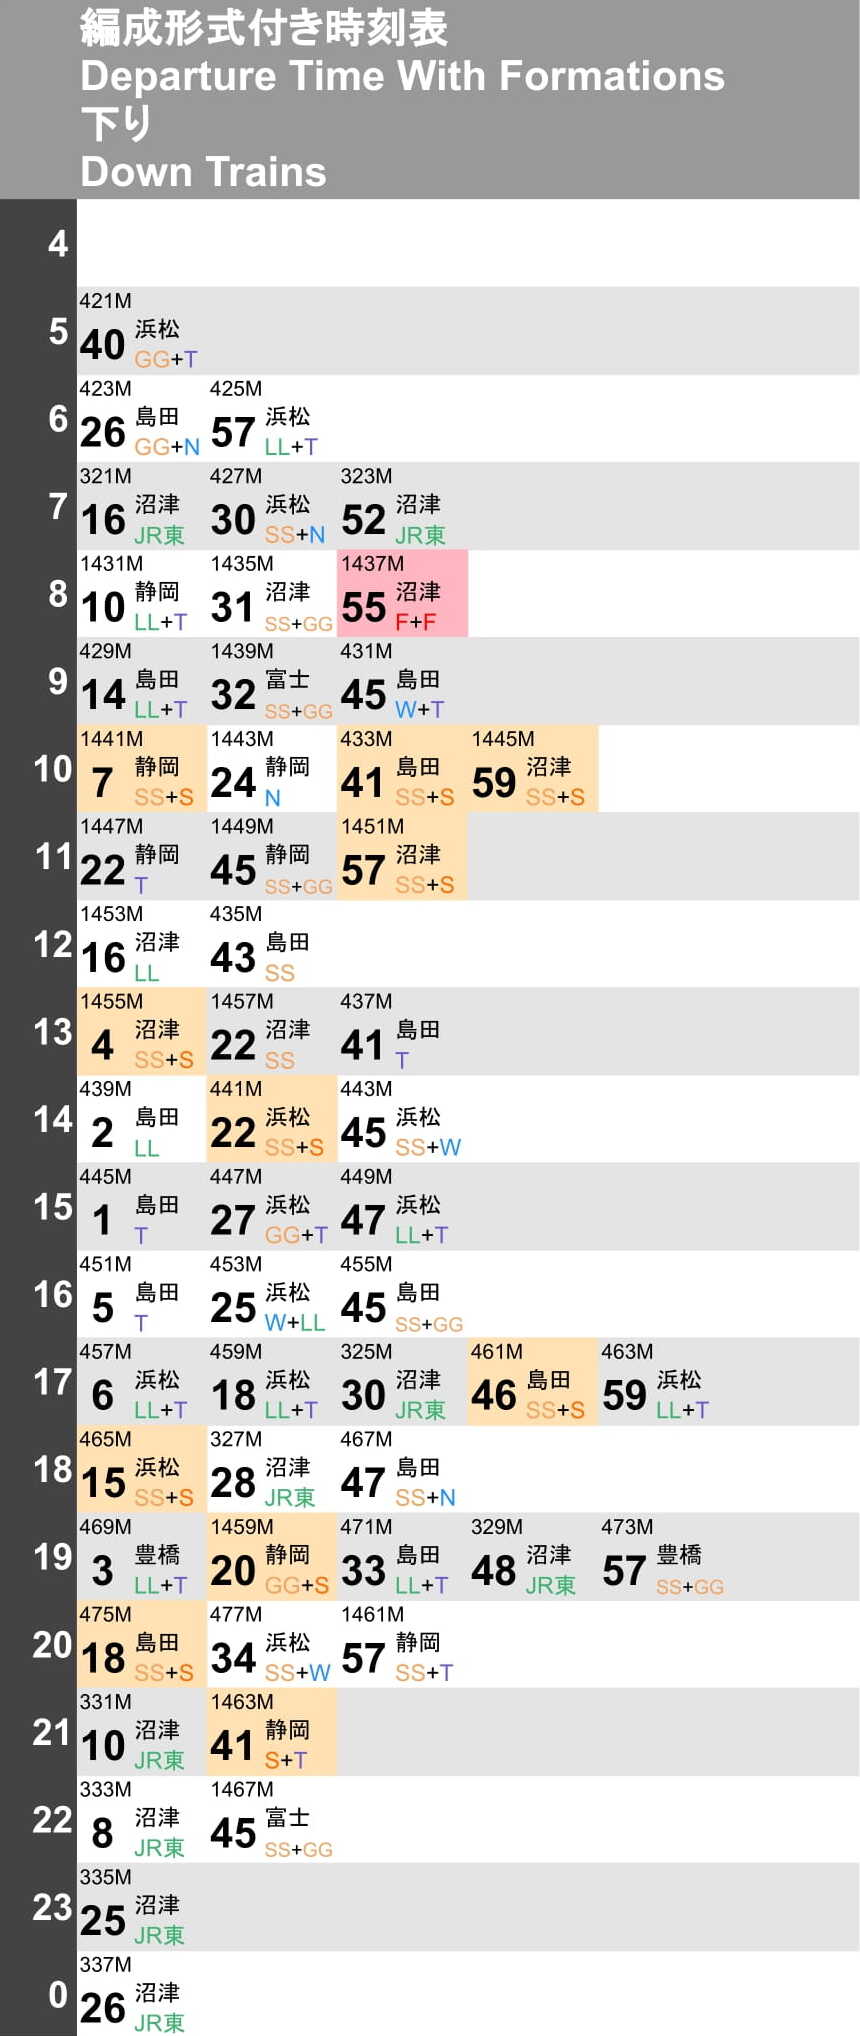 編成形式付き時刻表
Departure Time With Formations
下り
Down Trains
4
5
421M
40 浜松
GG+T
6
423M 425M
26 島田 57 浜松
GG+N LL+T
7
321M 427M 323M
16 沼津 30 浜松 52 沼津
JR東 SS+N JR東
8
1431M 1435M 1437M
10 静岡 31 沼津 55 沼津
LL+T SS+GG F+F
9
429M 1439M 431M
14 島田 32 富士 45 島田
LL+T SS+GG W+T
10
1441M 1443M 433M 1445M
7 静岡 24 静岡 41 島田 59 沼津
SS+S N SS+S SS+S
11
1447M 1449M 1451M
22 静岡 45 静岡 57 沼津
T SS+GG SS+S
12
1453M 435M
16 沼津 43 島田
LL SS
13
1455M 1457M 437M
4 沼津 22 沼津 41 島田
SS+S SS T
14
439M 441M 443M
2 島田 22 浜松 45 浜松
LL SS+S SS+W
15
445M 447M 449M
1 島田 27 浜松 47 浜松
T GG+T LL+T
16
451M 453M 455M
5 島田 25 浜松 45 島田
T W+LL SS+GG
17
457M 459M 325M 461M 463M
6 浜松 18 浜松 30 沼津 46 島田 59 浜松
LL+T LL+T JR東 SS+S LL+T
18
465M 327M 467M
15 浜松 28 沼津 47 島田
SS+S JR東 SS+N
19
469M 1459M 471M 329M 473M
3 豊橋 20 静岡 33 島田 48 沼津 57 豊橋
LL+T GG+S LL+T JR東 SS+GG
20
475M 477M 1461M
18 島田 34 浜松 57 静岡
SS+S SS+W SS+T
21
331M 1463M
10 沼津 41 静岡
JR東 S+T
22
333M 1467M
8 沼津 45 富士
JR東 SS+GG
23
335M
25 沼津
JR東
0
337M
26 沼津
JR東